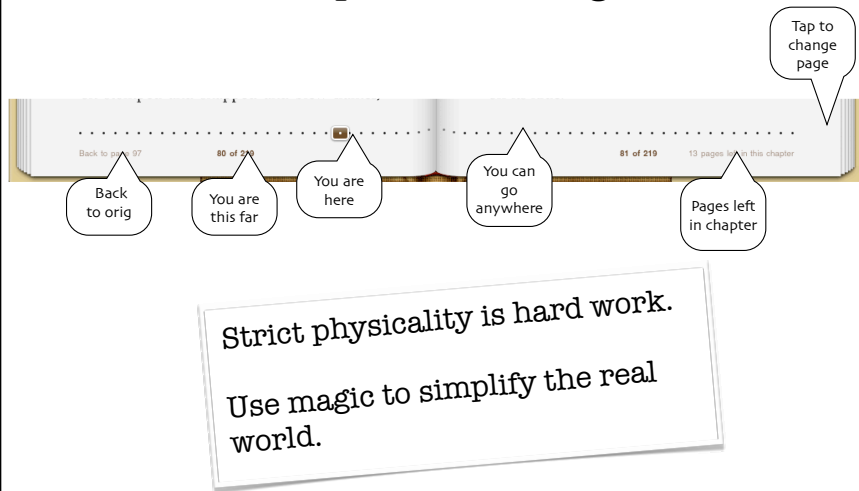 Tap to
change
page
Back to page 97
80 of 219
81 of 219
13 pages left in this chapter
Back
to orig
You are
this far
You are
here
You can
go
anywhere
Pages left
in chapter
Strict physicality is hard work.
Use magic to simplify the real
world.